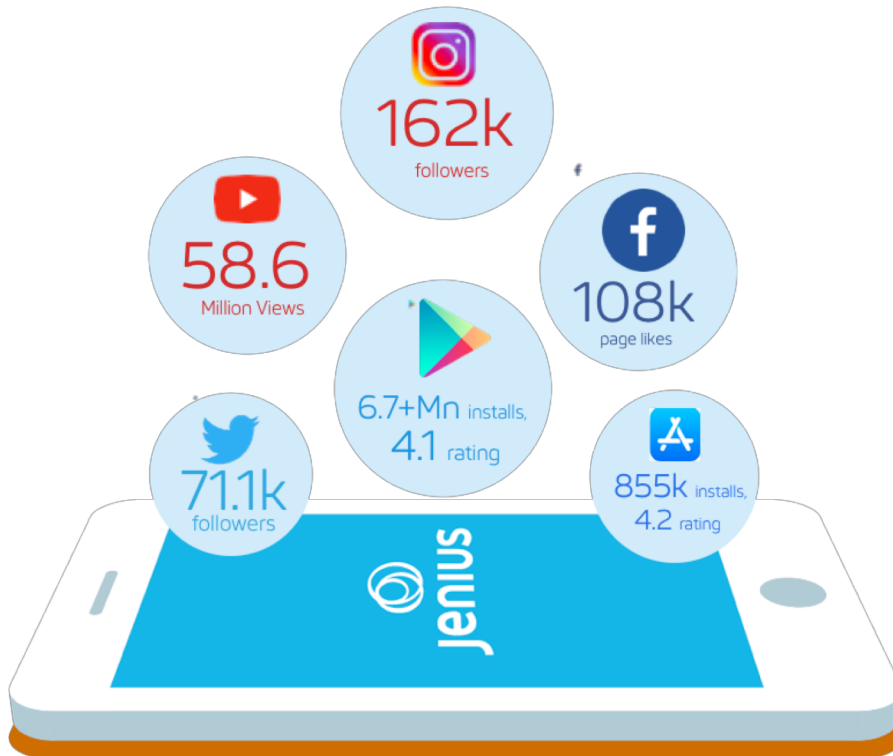 162k
followers
58.6
Million Views
108k
page likes
6.7+Mn installs,
4.1 rating
71.1k
followers
855k installs,
4.2 rating
jenius